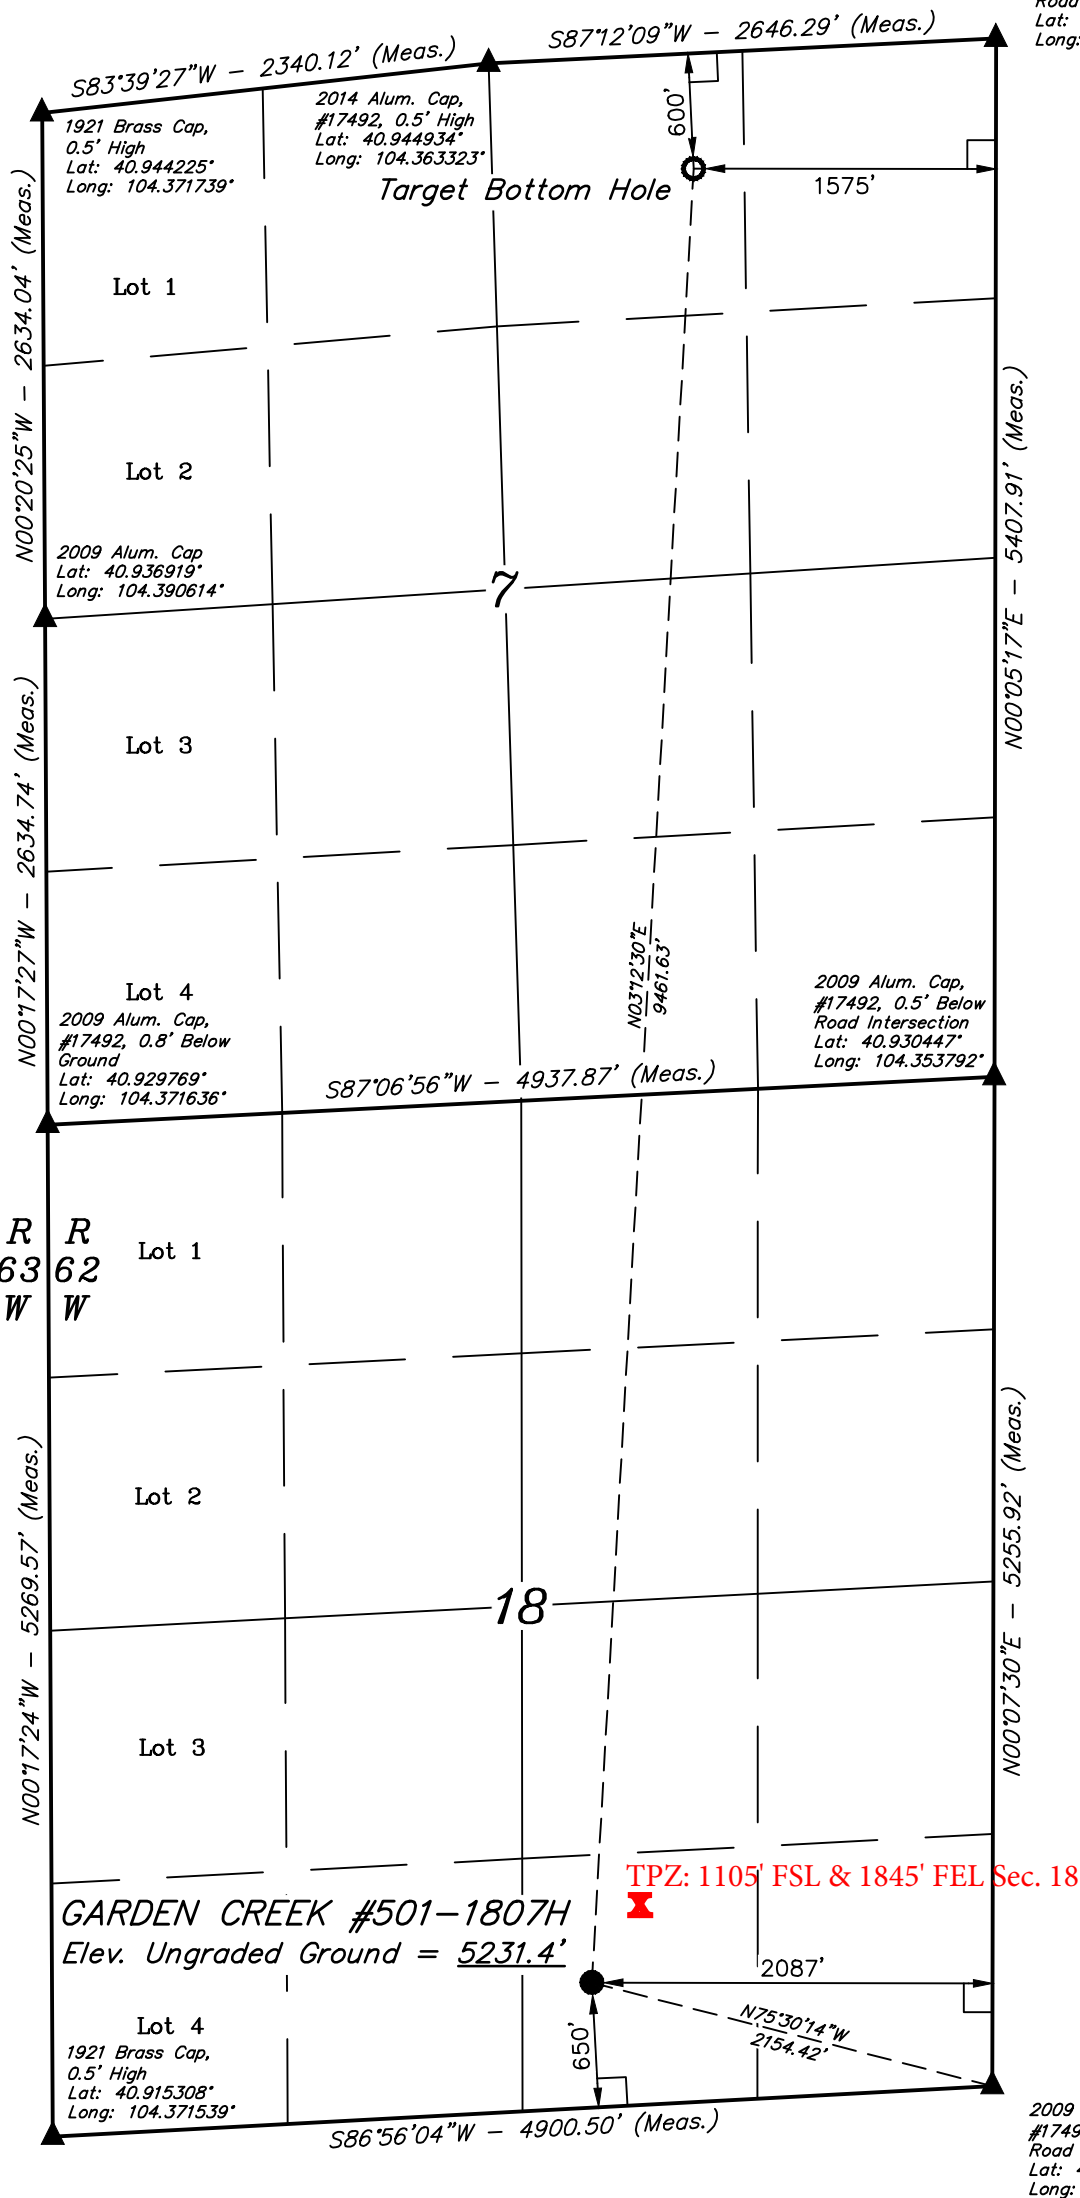 Road
Lat:
Long:
S83°39'27"W - 2340.12' (Meas.)
S87°12'09"W - 2646.29' (Meas.)
1921 Brass Cap,
0.5' High
Lat: 40.944225°
Long: 104.371739°
2014 Alum. Cap,
#17492, 0.5' High
Lat: 40.944934°
Long: 104.363323°
600'
Target Bottom Hole
1575'
N00°20'25"W - 2634.04' (Meas.)
Lot 1
Lot 2
2009 Alum. Cap
Lat: 40.936919°
Long: 104.390614°
7
N00°05'17"E - 5407.91' (Meas.)
N00°17'27"W - 2634.74' (Meas.)
Lot 3
Lot 4
2009 Alum. Cap,
#17492, 0.8' Below
Ground
Lat: 40.929769°
Long: 104.371636°
N03°12'30"E
9461.63'
2009 Alum. Cap,
#17492, 0.5' Below
Road Intersection
Lat: 40.930447°
Long: 104.353792°
S87°06'56"W - 4937.87' (Meas.)
R R
63 62
W W
Lot 1
Lot 2
18
N00°17'24"W - 5269.57' (Meas.)
N00°07'30"E - 5255.92' (Meas.)
Lot 3
TPZ: 1105' FSL & 1845' FEL Sec. 18
GARDEN CREEK #501-1807H
Elev. Ungraded Ground = 5231.4'
2087'
N75°30'14"W
2154.42'
650'
Lot 4
1921 Brass Cap,
0.5' High
Lat: 40.915308°
Long: 104.371539°
S86°56'04"W - 4900.50' (Meas.)
2009
#1749
Road
Lat:
Long: